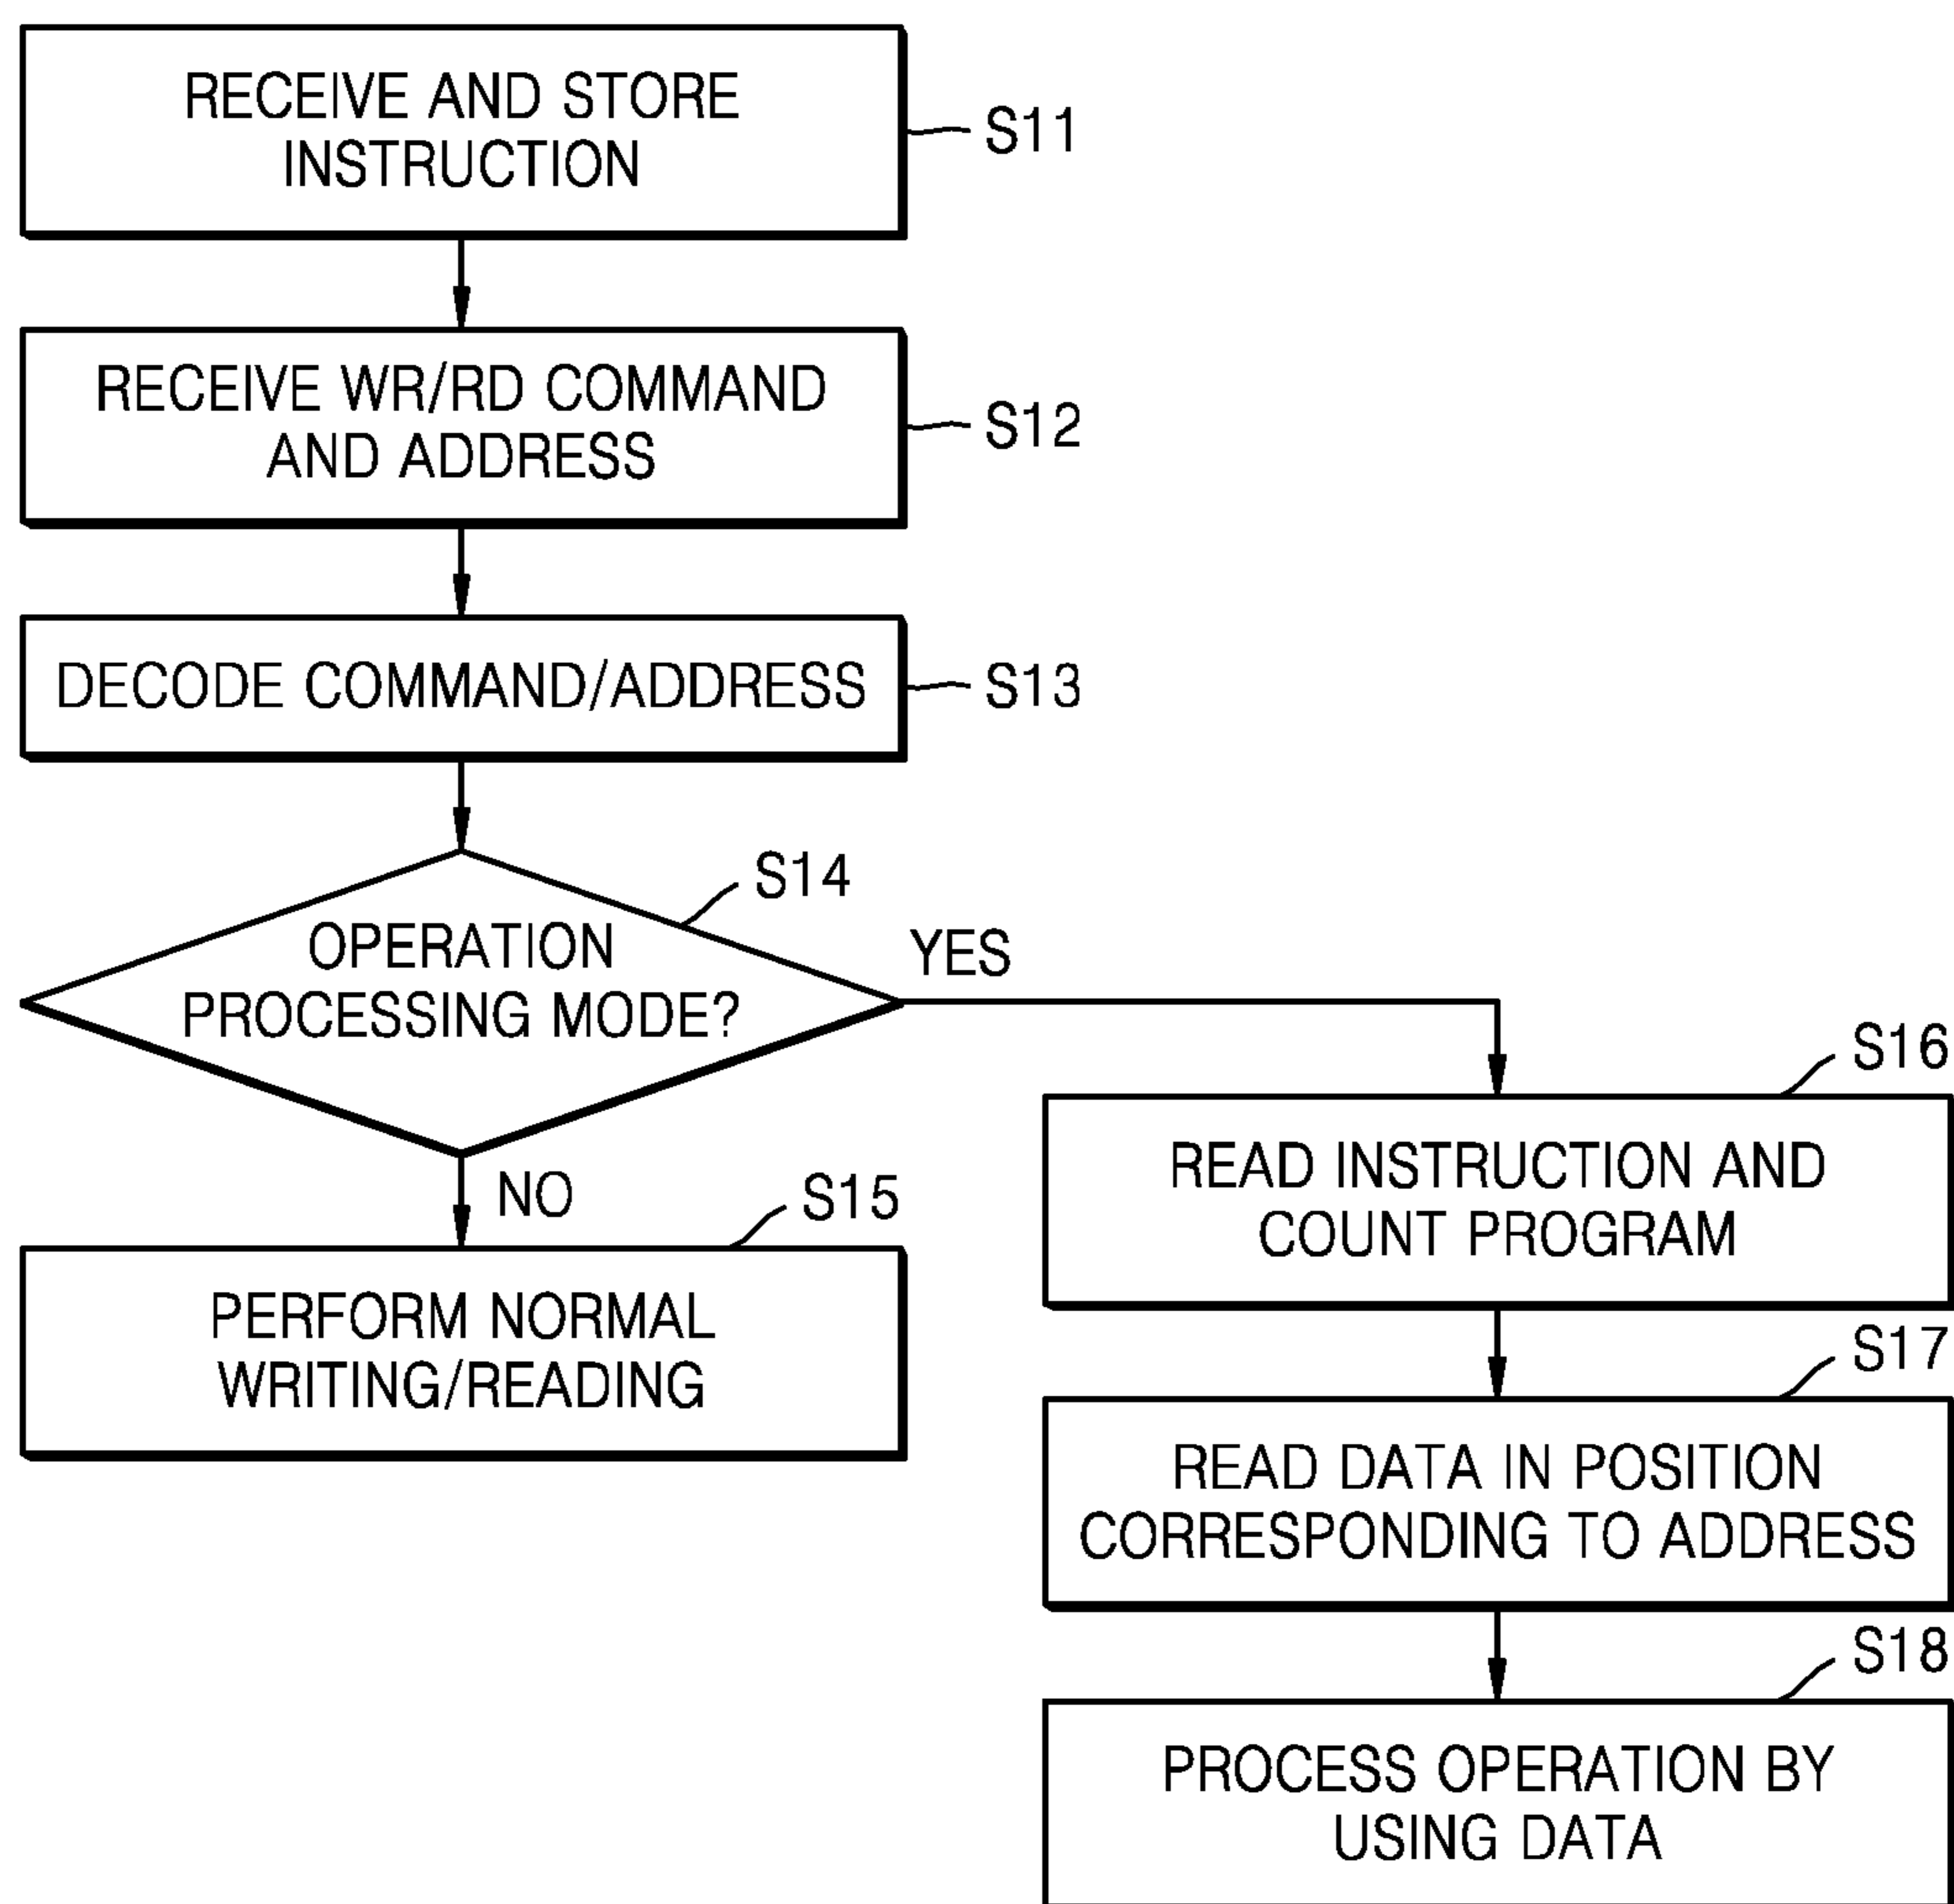 RECEIVE AND STORE
INSTRUCTION
S11
RECEIVE WR/RD COMMAND
AND ADDRESS
S12
DECODE COMMAND/ADDRESS
S13
S14
OPERATION
PROCESSING MODE?
YES
NO
S15
PERFORM NORMAL
WRITING/READING
S16
READ INSTRUCTION AND
COUNT PROGRAM
S17
READ DATA IN POSITION
CORRESPONDING TO ADDRESS
S18
PROCESS OPERATION BY
USING DATA